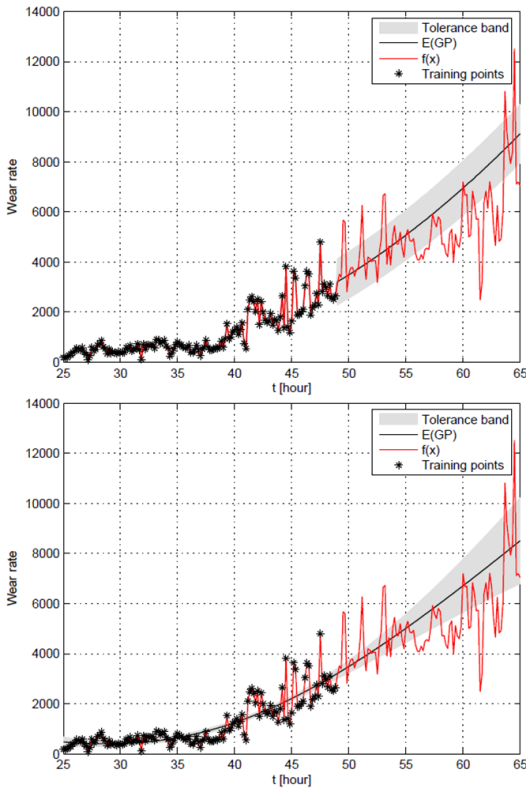 14000
12000
10000
8000
6000
4000
2000
0
Wear rate
25 30 35 40 45 50 55 60 65
t [hour]
Tolerance band
E(GP)
f(x)
Training points
14000
12000
10000
8000
6000
4000
2000
0
Wear rate
25 30 35 40 45 50 55 60 65
t [hour]
Tolerance band
E(GP)
f(x)
Training points